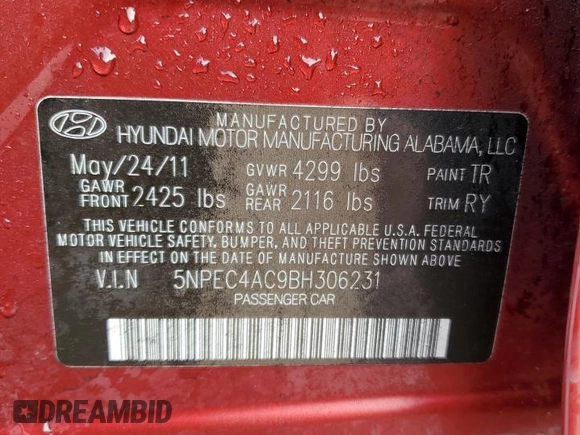 MANUFACTURED BY
HYUNDAI MOTOR MANUFACTURING ALABAMA, LLC
May/24/11 GVWR 4299 lbs PAINT TR
GAWR FRONT 2425 lbs GAWR REAR 2116 lbs TRIM RY
THIS VEHICLE CONFORMS TO ALL APPLICABLE U.S.A. FEDERAL
MOTOR VEHICLE SAFETY, BUMPER, AND THEFT PREVENTION STANDARDS
IN EFFECT ON THE DATE OF MANUFACTURE SHOWN ABOVE.
V.I.N 5NPEC4AC9BH306231
PASSENGER CAR
DREAMBID